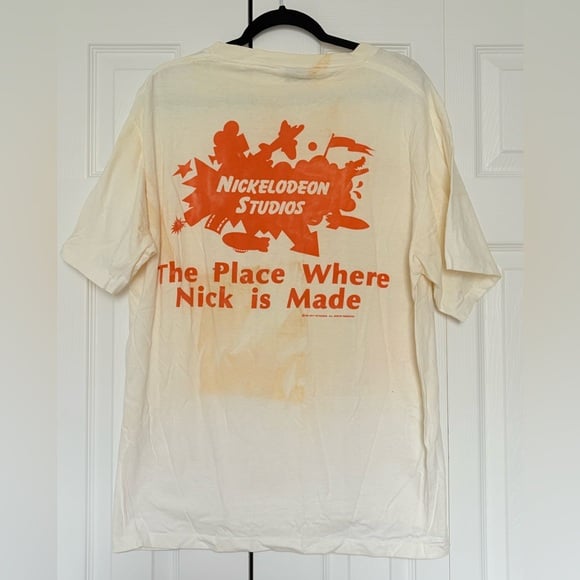 NICKELODEON
STUDIOS
The Place Where
Nick is Made